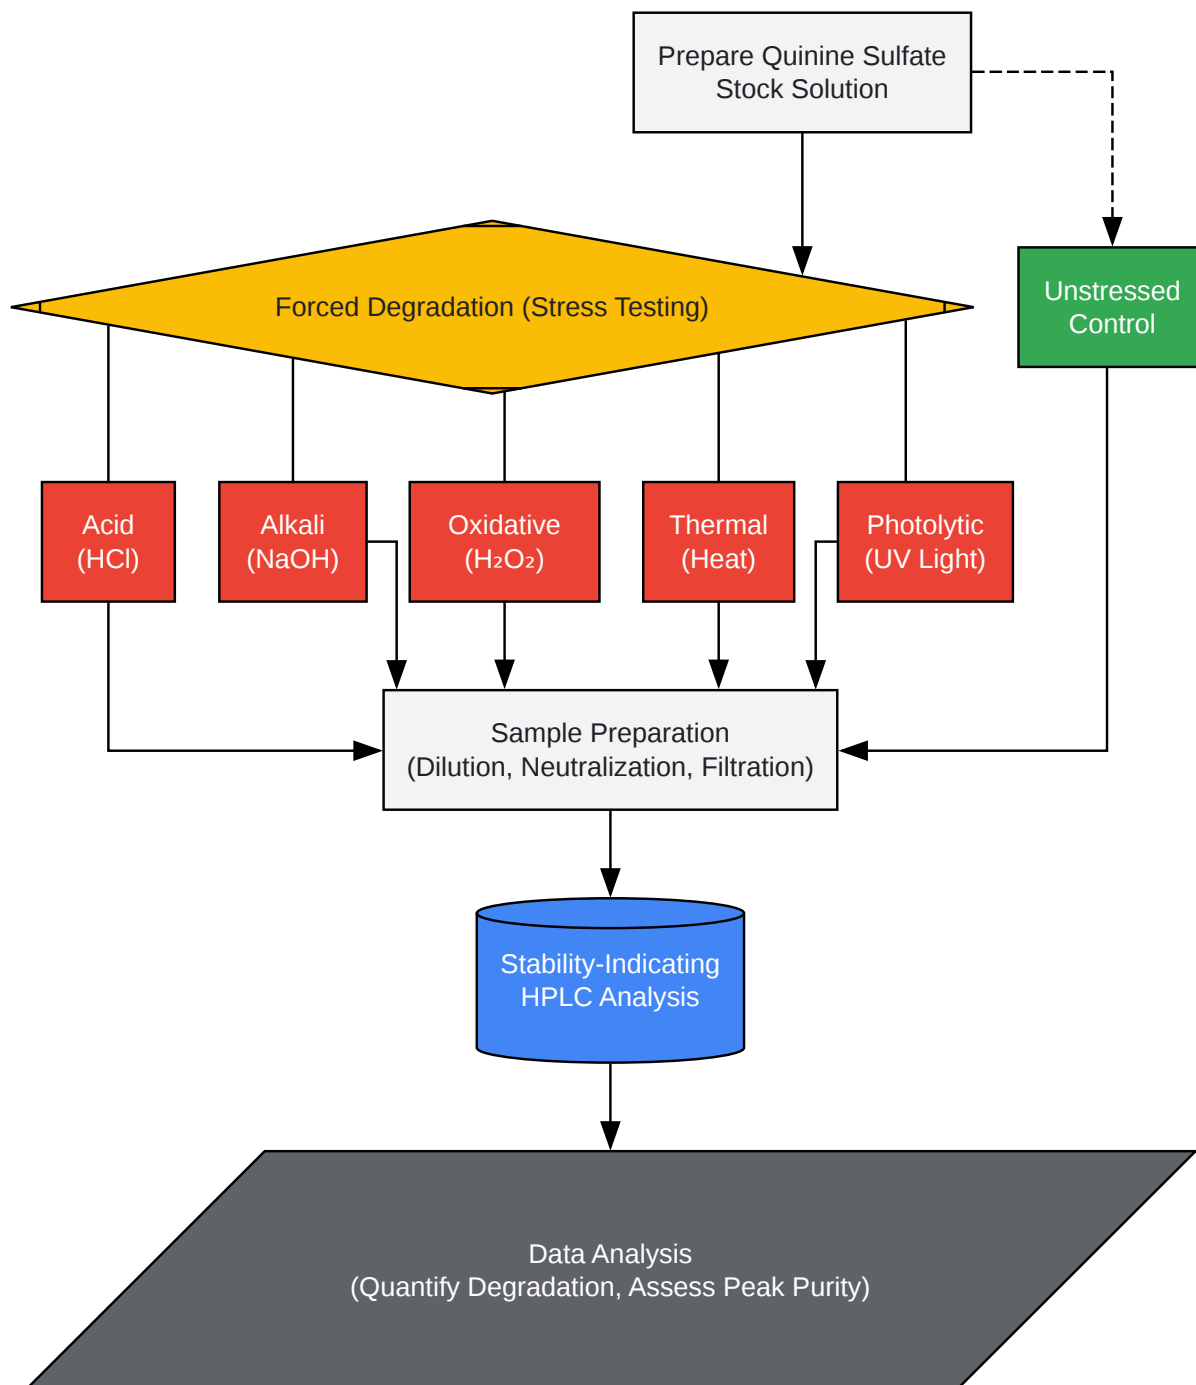 Prepare Quinine Sulfate
Stock Solution
Forced Degradation (Stress Testing)
Unstressed
Control
Acid
(HCl)
Alkali
(NaOH)
Oxidative
(H₂O₂)
Thermal
(Heat)
Photolytic
(UV Light)
Sample Preparation
(Dilution, Neutralization, Filtration)
Stability-Indicating
HPLC Analysis
Data Analysis
(Quantify Degradation, Assess Peak Purity)